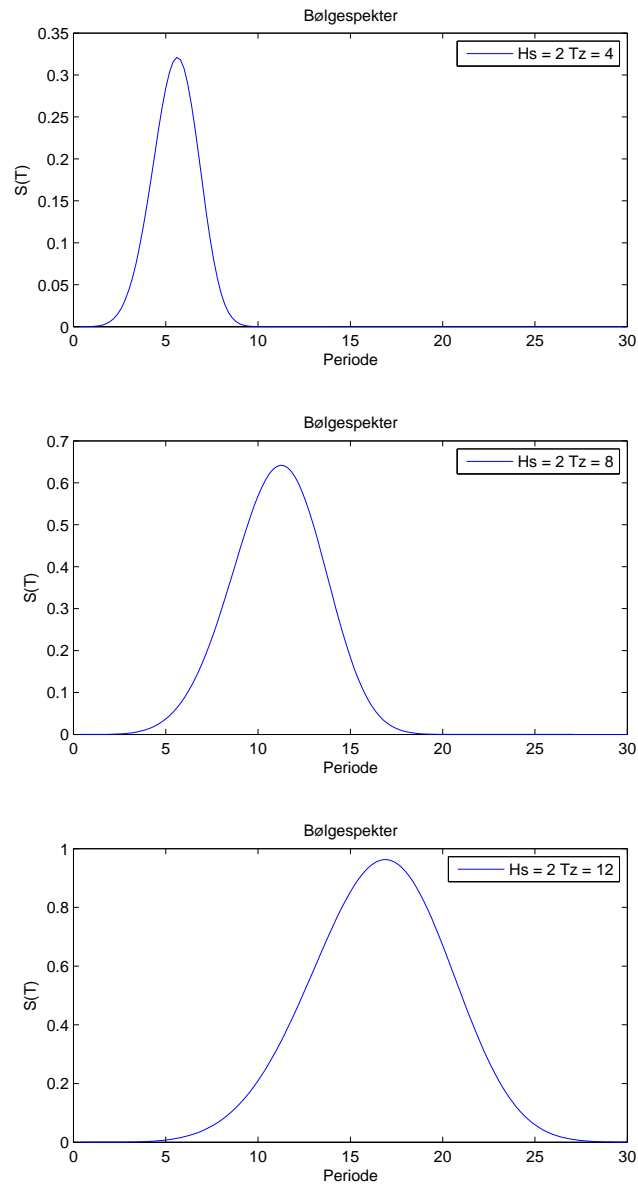 Bølgespekter
0.35
0.3
0.25
0.2
0.15
0.1
0.05
0
S(T)
Hs = 2 Tz = 4
0 5 10 15 20 25 30
Periode
Bølgespekter
0.7
0.6
0.5
0.4
0.3
0.2
0.1
0
S(T)
Hs = 2 Tz = 8
0 5 10 15 20 25 30
Periode
Bølgespekter
1
0.8
0.6
0.4
0.2
0
S(T)
Hs = 2 Tz = 12
0 5 10 15 20 25 30
Periode